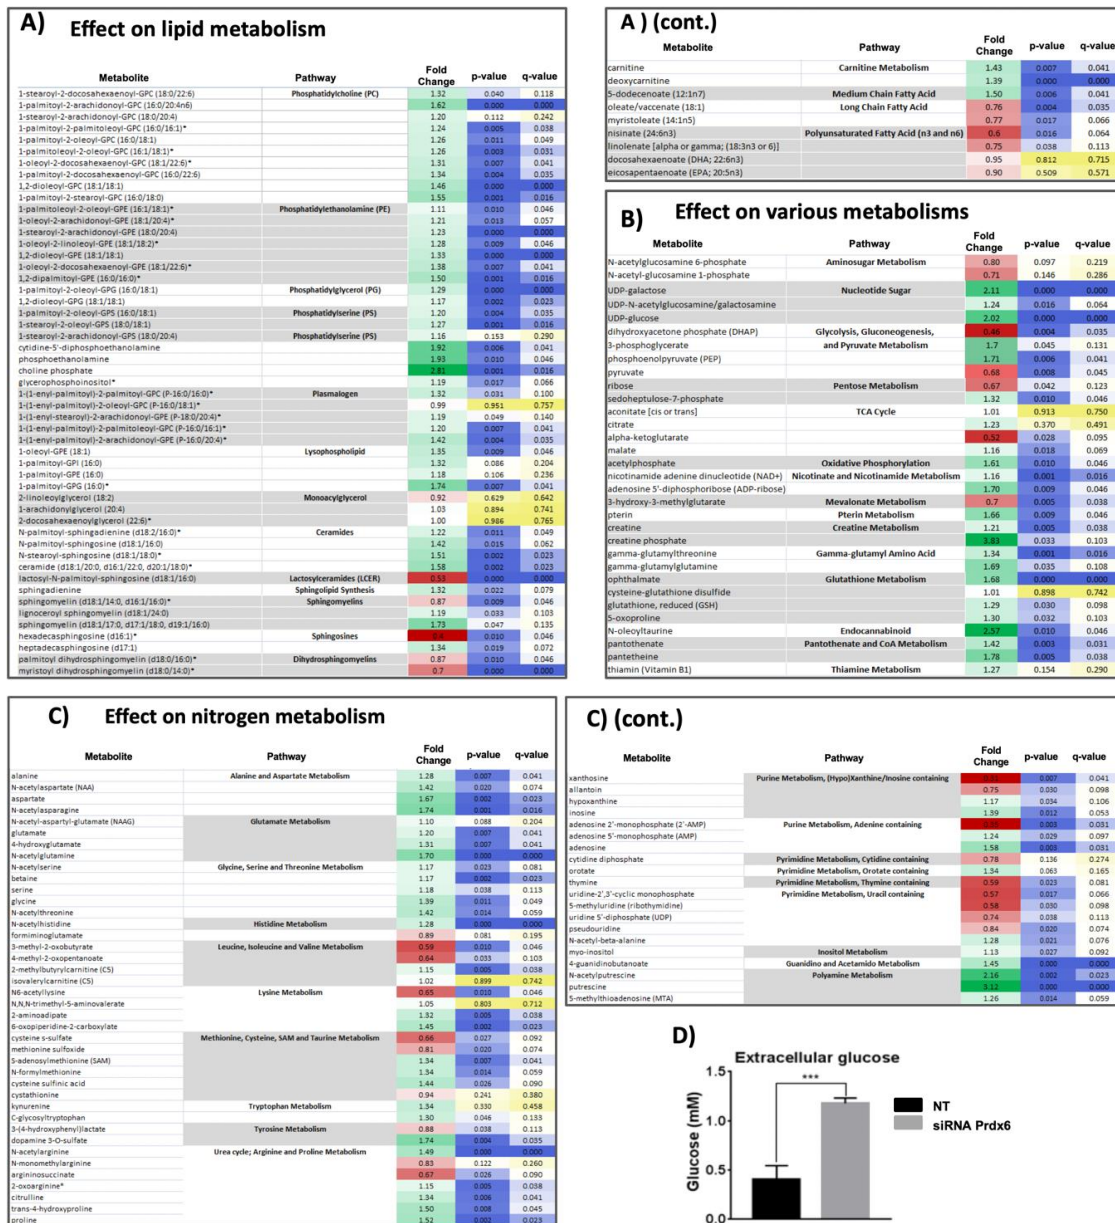 A) Effect on lipid metabolism
Metabolite Pathway Fold Change p-value q-value
1-stearoyl-2-docosahexaenoyl-GPC (18:0/22:6) Phosphatidylcholine (PC) 1.32 0.040 0.118
1-palmitoyl-2-arachidonoyl-GPC (16:0/20:4n6) 1.62 0.000 0.000
1-stearoyl-2-arachidonoyl-GPC (18:0/20:4) 1.20 0.112 0.242
1-palmitoyl-2-palmitoleoyl-GPC (16:0/16:1)* 1.24 0.005 0.038
1-palmitoyl-2-oleoyl-GPC (16:0/18:1) 1.26 0.011 0.049
1-palmitoleoyl-2-oleoyl-GPC (16:1/18:1)* 1.26 0.003 0.031
1-oleoyl-2-docosahexaenoyl-GPC (18:1/22:6)* 1.31 0.007 0.041
1-palmitoyl-2-docosahexaenoyl-GPC (16:0/22:6) 1.34 0.004 0.035
1,2-dioleoyl-GPC (18:1/18:1) 1.46 0.000 0.000
1-palmitoyl-2-stearoyl-GPC (16:0/18:0) 1.55 0.001 0.016
1-palmitoleoyl-2-oleoyl-GPE (16:1/18:1)* Phosphatidylethanolamine (PE) 1.11 0.010 0.046
1-oleoyl-2-arachidonoyl-GPE (18:1/20:4)* 1.21 0.013 0.057
1-stearoyl-2-arachidonoyl-GPE (18:0/20:4) 1.23 0.000 0.000
1-oleoyl-2-linoleoyl-GPE (18:1/18:2)* 1.28 0.009 0.046
1,2-dioleoyl-GPE (18:1/18:1) 1.33 0.000 0.000
1-oleoyl-2-docosahexaenoyl-GPE (18:1/22:6)* 1.38 0.007 0.041
1,2-dipalmitoyl-GPE (16:0/16:0)* 1.50 0.001 0.016
1-palmitoyl-2-oleoyl-GPG (16:0/18:1) Phosphatidylglycerol (PG) 1.29 0.000 0.000
1,2-dioleoyl-GPG (18:1/18:1) 1.17 0.002 0.023
1-palmitoyl-2-oleoyl-GPS (16:0/18:1) Phosphatidylserine (PS) 1.20 0.004 0.035
1-stearoyl-2-oleoyl-GPS (18:0/18:1) 1.27 0.001 0.016
1-stearoyl-2-arachidonoyl-GPS (18:0/20:4) Phosphatidylserine (PS) 1.16 0.153 0.290
cytidine-5'-diphosphoethanolamine 1.92 0.006 0.041
phosphoethanolamine 1.93 0.010 0.046
choline phosphate 2.81 0.001 0.016
glycerophosphoinositol* 1.19 0.017 0.066
1-(1-enyl-palmitoyl)-2-palmitoyl-GPC (P-16:0/16:0)* Plasmalogen 1.32 0.031 0.100
1-(1-enyl-palmitoyl)-2-oleoyl-GPC (P-16:0/18:1)* 0.99 0.951 0.757
1-(1-enyl-stearoyl)-2-arachidonoyl-GPE (P-18:0/20:4)* 1.19 0.049 0.140
1-(1-enyl-palmitoyl)-2-palmitoleoyl-GPC (P-16:0/16:1)* 1.20 0.007 0.041
1-(1-enyl-palmitoyl)-2-arachidonoyl-GPE (P-16:0/20:4)* 1.42 0.004 0.035
1-oleoyl-GPE (18:1) Lysophospholipid 1.35 0.009 0.046
1-palmitoyl-GPI (16:0) 1.32 0.086 0.204
1-palmitoyl-GPE (16:0) 1.18 0.106 0.236
1-palmitoyl-GPG (16:0)* 1.74 0.007 0.041
2-linoleoylglycerol (18:2) Monoacylglycerol 0.92 0.629 0.642
1-arachidonylglycerol (20:4) 1.03 0.894 0.741
2-docosahexaenoylglycerol (22:6)* 1.00 0.986 0.765
N-palmitoyl-sphingadienine (d18:2/16:0)* Ceramides 1.22 0.011 0.049
N-palmitoyl-sphingosine (d18:1/16:0) 1.42 0.015 0.062
N-stearoyl-sphingosine (d18:1/18:0)* 1.51 0.002 0.023
ceramide (d18:1/20:0, d16:1/22:0, d20:1/18:0)* 1.58 0.002 0.023
lactosyl-N-palmitoyl-sphingosine (d18:1/16:0) Lactosylceramides (LCER) 0.53 0.000 0.000
sphingadienine Sphingolipid Synthesis 1.32 0.022 0.079
sphingomyelin (d18:1/14:0, d16:1/16:0)* Sphingomyelins 0.87 0.009 0.046
lignoceroyl sphingomyelin (d18:1/24:0) 1.19 0.033 0.103
sphingomyelin (d18:1/17:0, d17:1/18:0, d19:1/16:0) 1.73 0.047 0.135
hexadecasphingosine (d16:1)* Sphingosines 0.4 0.010 0.046
heptadecasphingosine (d17:1) 1.34 0.019 0.072
palmitoyl dihydrosphingomyelin (d18:0/16:0)* Dihydrosphingomyelins 0.87 0.010 0.046
myristoyl dihydrosphingomyelin (d18:0/14:0)* 0.7 0.000 0.000
A ) (cont.)
Metabolite Pathway Fold Change p-value q-value
carnitine Carnitine Metabolism 1.43 0.007 0.041
deoxycarnitine 1.39 0.000 0.000
5-dodecenoate (12:1n7) Medium Chain Fatty Acid 1.50 0.006 0.041
oleate/vaccenate (18:1) Long Chain Fatty Acid 0.76 0.004 0.035
myristoleate (14:1n5) 0.77 0.017 0.066
nisinate (24:6n3) Polyunsaturated Fatty Acid (n3 and n6) 0.6 0.016 0.064
linolenate [alpha or gamma; (18:3n3 or 6)] 0.75 0.038 0.113
docosahexaenoate (DHA; 22:6n3) 0.95 0.812 0.715
eicosapentaenoate (EPA; 20:5n3) 0.90 0.509 0.571
B) Effect on various metabolisms
Metabolite Pathway Fold Change p-value q-value
N-acetylglucosamine 6-phosphate Aminosugar Metabolism 0.80 0.097 0.219
N-acetyl-glucosamine 1-phosphate 0.71 0.146 0.286
UDP-galactose Nucleotide Sugar 2.11 0.000 0.000
UDP-N-acetylglucosamine/galactosamine 1.24 0.016 0.064
UDP-glucose 2.02 0.000 0.000
dihydroxyacetone phosphate (DHAP) Glycolysis, Gluconeogenesis, 0.46 0.004 0.035
3-phosphoglycerate and Pyruvate Metabolism 1.7 0.045 0.131
phosphoenolpyruvate (PEP) 1.71 0.006 0.041
pyruvate 0.68 0.008 0.045
ribose Pentose Metabolism 0.67 0.042 0.123
sedoheptulose-7-phosphate 1.32 0.010 0.046
aconitate [cis or trans] TCA Cycle 1.01 0.913 0.750
citrate 1.23 0.370 0.491
alpha-ketoglutarate 0.52 0.028 0.095
malate 1.16 0.018 0.069
acetylphosphate Oxidative Phosphorylation 1.61 0.010 0.046
nicotinamide adenine dinucleotide (NAD+) Nicotinate and Nicotinamide Metabolism 1.16 0.001 0.016
adenosine 5'-diphosphoribose (ADP-ribose) 1.70 0.009 0.046
3-hydroxy-3-methylglutarate Mevalonate Metabolism 0.7 0.005 0.038
pterin Pterin Metabolism 1.66 0.009 0.046
creatine Creatine Metabolism 1.21 0.005 0.038
creatine phosphate 3.83 0.033 0.103
gamma-glutamylthreonine Gamma-glutamyl Amino Acid 1.34 0.001 0.016
gamma-glutamylglutamine 1.69 0.035 0.108
ophthalmate Glutathione Metabolism 1.68 0.000 0.000
cysteine-glutathione disulfide 1.01 0.898 0.742
glutathione, reduced (GSH) 1.29 0.030 0.098
5-oxoproline 1.30 0.032 0.103
N-oleoyltaurine Endocannabinoid 2.57 0.010 0.046
pantothenate Pantothenate and CoA Metabolism 1.42 0.003 0.031
pantetheine 1.78 0.005 0.038
thiamin (Vitamin B1) Thiamine Metabolism 1.27 0.154 0.290
C) Effect on nitrogen metabolism
Metabolite Pathway Fold Change p-value q-value
alanine Alanine and Aspartate Metabolism 1.28 0.007 0.041
N-acetylaspartate (NAA) 1.42 0.020 0.074
aspartate 1.67 0.002 0.023
N-acetylasparagine 1.74 0.001 0.016
N-acetyl-aspartyl-glutamate (NAAG) Glutamate Metabolism 1.10 0.088 0.204
glutamate 1.20 0.007 0.041
4-hydroxyglutamate 1.31 0.007 0.041
N-acetylglutamine 1.70 0.000 0.000
N-acetylserine Glycine, Serine and Threonine Metabolism 1.17 0.023 0.081
betaine 1.17 0.002 0.023
serine 1.18 0.038 0.113
glycine 1.39 0.011 0.049
N-acetylthreonine 1.42 0.014 0.059
N-acetylhistidine Histidine Metabolism 1.28 0.000 0.000
formiminoglutamate 0.89 0.081 0.195
3-methyl-2-oxobutyrate Leucine, Isoleucine and Valine Metabolism 0.59 0.010 0.046
4-methyl-2-oxopentanoate 0.64 0.033 0.103
2-methylbutyrylcarnitine (C5) 1.15 0.005 0.038
isovalerylcarnitine (C5) 1.02 0.899 0.742
N6-acetyllysine Lysine Metabolism 0.65 0.010 0.046
N,N,N-trimethyl-5-aminovalerate 1.05 0.803 0.712
2-aminoadipate 1.32 0.005 0.038
6-oxopiperidine-2-carboxylate 1.45 0.002 0.023
cysteine s-sulfate Methionine, Cysteine, SAM and Taurine Metabolism 0.66 0.027 0.092
methionine sulfoxide 0.81 0.020 0.074
S-adenosylmethionine (SAM) 1.34 0.007 0.041
N-formylmethionine 1.34 0.014 0.059
cysteine sulfinic acid 1.44 0.026 0.090
cystathionine 0.94 0.241 0.380
kynurenine Tryptophan Metabolism 1.34 0.330 0.458
C-glycosyltryptophan 1.30 0.046 0.133
3-(4-hydroxyphenyl)lactate Tyrosine Metabolism 0.88 0.038 0.113
dopamine 3-O-sulfate 1.74 0.004 0.035
N-acetylarginine Urea cycle; Arginine and Proline Metabolism 1.49 0.000 0.000
N-monomethylarginine 0.83 0.122 0.260
argininosuccinate 0.67 0.026 0.090
2-oxoarginine* 1.15 0.005 0.038
citrulline 1.34 0.006 0.041
trans-4-hydroxyproline 1.50 0.008 0.045
proline 1.52 0.002 0.023
C) (cont.)
Metabolite Pathway Fold Change p-value q-value
xanthosine Purine Metabolism, (Hypo)Xanthine/Inosine containing 0.007 0.041
allantoin 0.75 0.030 0.098
hypoxanthine 1.17 0.034 0.106
inosine 1.39 0.012 0.053
adenosine 2'-monophosphate (2'-AMP) Purine Metabolism, Adenine containing 0.003 0.031
adenosine 5'-monophosphate (AMP) 1.24 0.029 0.097
adenosine 1.58 0.003 0.031
cytidine diphosphate Pyrimidine Metabolism, Cytidine containing 0.78 0.136 0.274
orotate Pyrimidine Metabolism, Orotate containing 1.34 0.063 0.165
thymine Pyrimidine Metabolism, Thymine containing 0.59 0.023 0.081
uridine-2',3'-cyclic monophosphate Pyrimidine Metabolism, Uracil containing 0.57 0.017 0.066
5-methyluridine (ribothymidine) 0.58 0.030 0.098
uridine 5'-diphosphate (UDP) 0.74 0.038 0.113
pseudouridine 0.84 0.020 0.074
N-acetyl-beta-alanine 1.28 0.021 0.076
myo-inositol Inositol Metabolism 1.13 0.027 0.092
4-guanidinobutanoate Guanidino and Acetamido Metabolism 1.45 0.000 0.000
N-acetylputrescine Polyamine Metabolism 2.16 0.002 0.023
putrescine 3.12 0.000 0.000
5-methylthioadenosine (MTA) 1.26 0.014 0.059
D)
Extracellular glucose
Glucose (mM)
1.5
1.0
0.5
0.0
***
NT
siRNA Prdx6